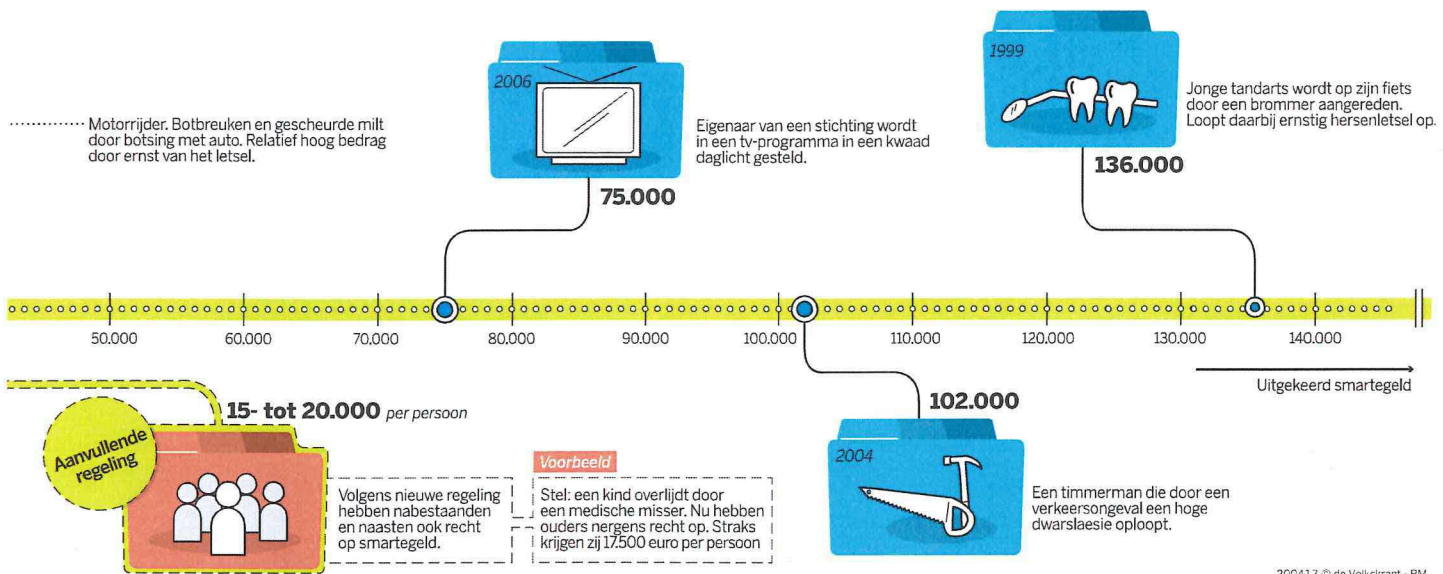 Motorrijder. Botbreuken en gescheurde milt
door botsing met auto. Relatief hoog bedrag
door ernst van het letsel.
2006
Eigenaar van een stichting wordt
in een tv-programma in een kwaad
daglicht gesteld.
75.000
1999
Jonge tandarts wordt op zijn fiets
door een brommer aangereden.
Loopt daarbij ernstig hersenletsel op.
136.000
50.000
60.000
70.000
80.000
90.000
100.000
110.000
120.000
130.000
140.000
Uitgekeerd smartegeld
15- tot 20.000 per persoon
Aanvullende
regeling
Volgens nieuwe regeling
hebben nabestaanden
en naasten ook recht
op smartegeld.
Voorbeeld
Stel: een kind overlijdt door
een medische misser. Nu hebben
ouders nergens recht op. Straks
krijgen zij 17.500 euro per persoon
102.000
2004
Een timmerman die door een
verkeersongeval een hoge
dwarslaesie oploopt.
200413 © de Volkskrant - BM